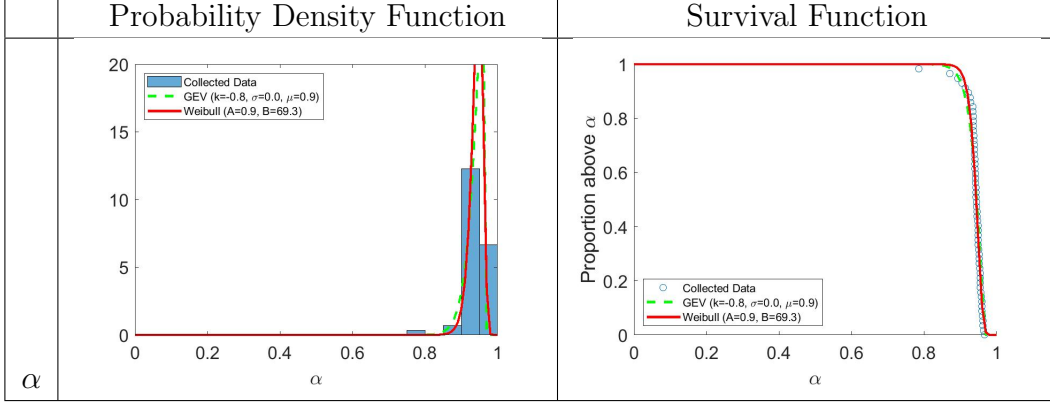 Probability Density Function
Survival Function
α
20
15
10
5
0
0
0.2
0.4
0.6
0.8
1
α
Collected Data
GEV (k=-0.8, σ=0.0, μ=0.9)
Weibull (A=0.9, B=69.3)
Proportion above α
1
0.8
0.6
0.4
0.2
0
0
0.2
0.4
0.6
0.8
1
α
Collected Data
GEV (k=-0.8, σ=0.0, μ=0.9)
Weibull (A=0.9, B=69.3)